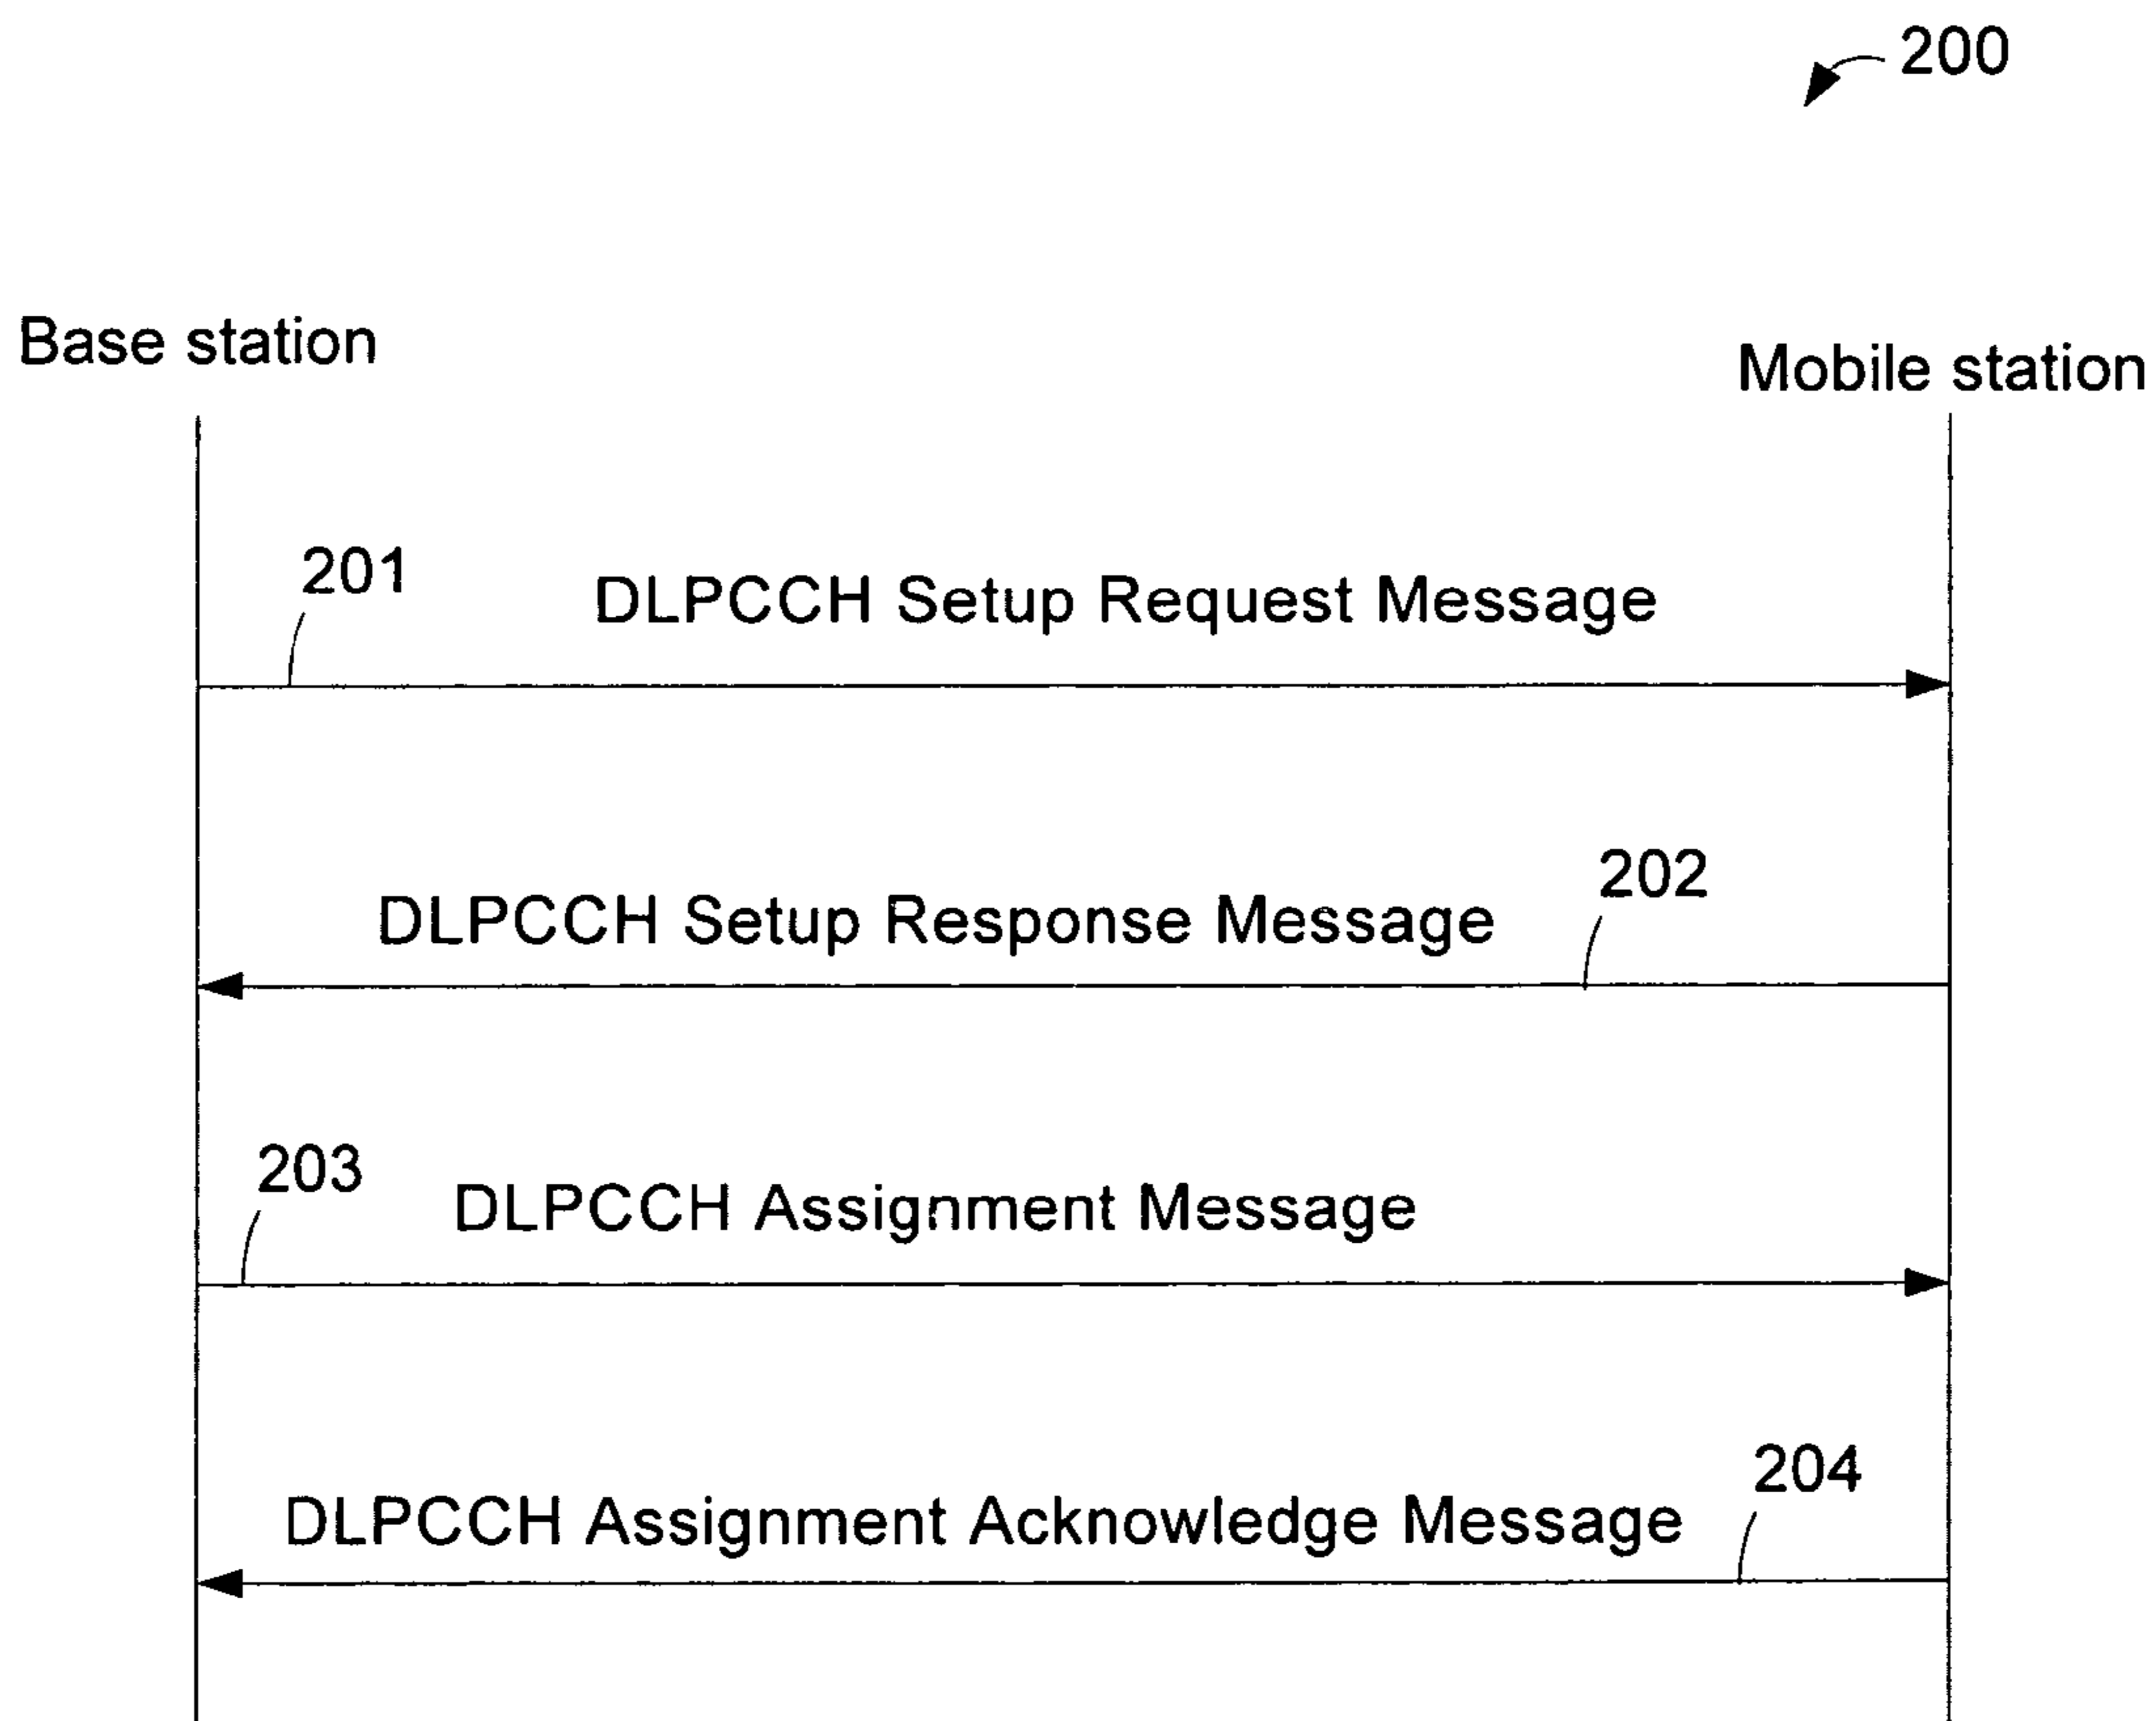 200
Base station
Mobile station
201
DLPCCH Setup Request Message
202
DLPCCH Setup Response Message
203
DLPCCH Assignment Message
204
DLPCCH Assignment Acknowledge Message